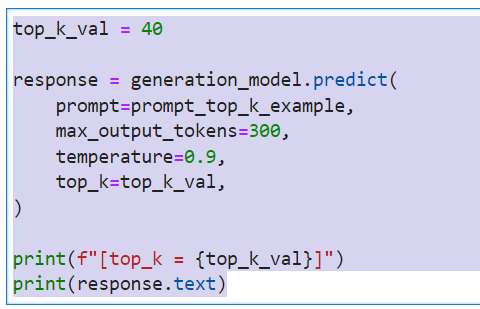 top_k_val = 40
response = generation_model.predict(
    prompt=prompt_top_k_example,
    max_output_tokens=300,
    temperature=0.9,
    top_k=top_k_val,
)
print(f"[top_k = {top_k_val}]")
print(response.text)